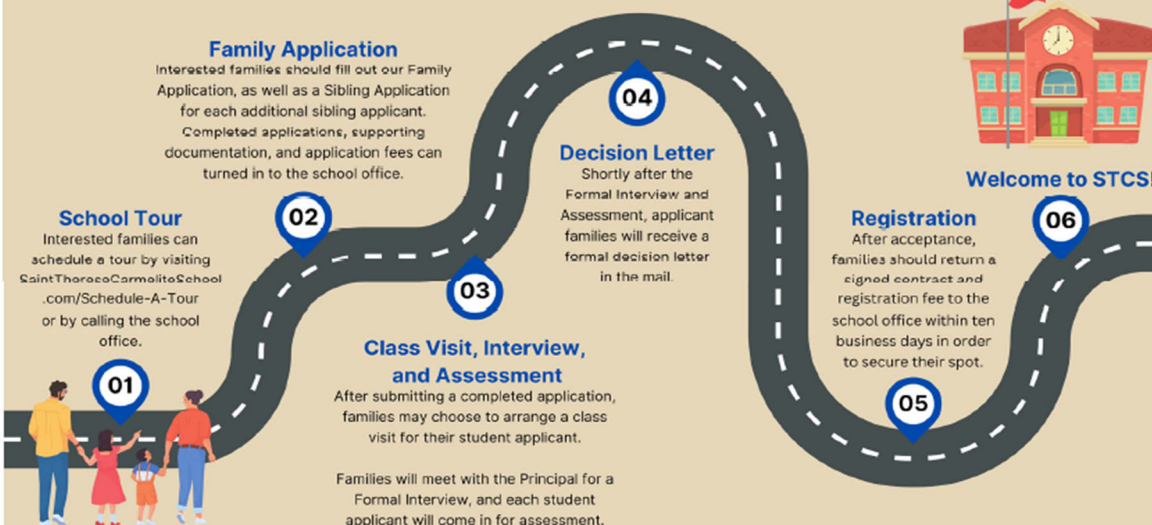 School Tour
Interested families can
schedule a tour by visiting
SaintThereseCarmeliteSchool
.com/Schedule-A-Tour
or by calling the school
office.
01
Family Application
Interested families should fill out our Family
Application, as well as a Sibling Application
for each additional sibling applicant.
Completed applications, supporting
documentation, and application fees can
turned in to the school office.
02
03
Class Visit, Interview,
and Assessment
After submitting a completed application,
families may choose to arrange a class
visit for their student applicant.
Families will meet with the Principal for a
Formal Interview, and each student
applicant will come in for assessment.
04
Decision Letter
Shortly after the
Formal Interview and
Assessment, applicant
families will receive a
formal decision letter
in the mail.
Registration
After acceptance,
families should return a
signed contract and
registration fee to the
school office within ten
business days in order
to secure their spot.
05
Welcome to STCS!
06